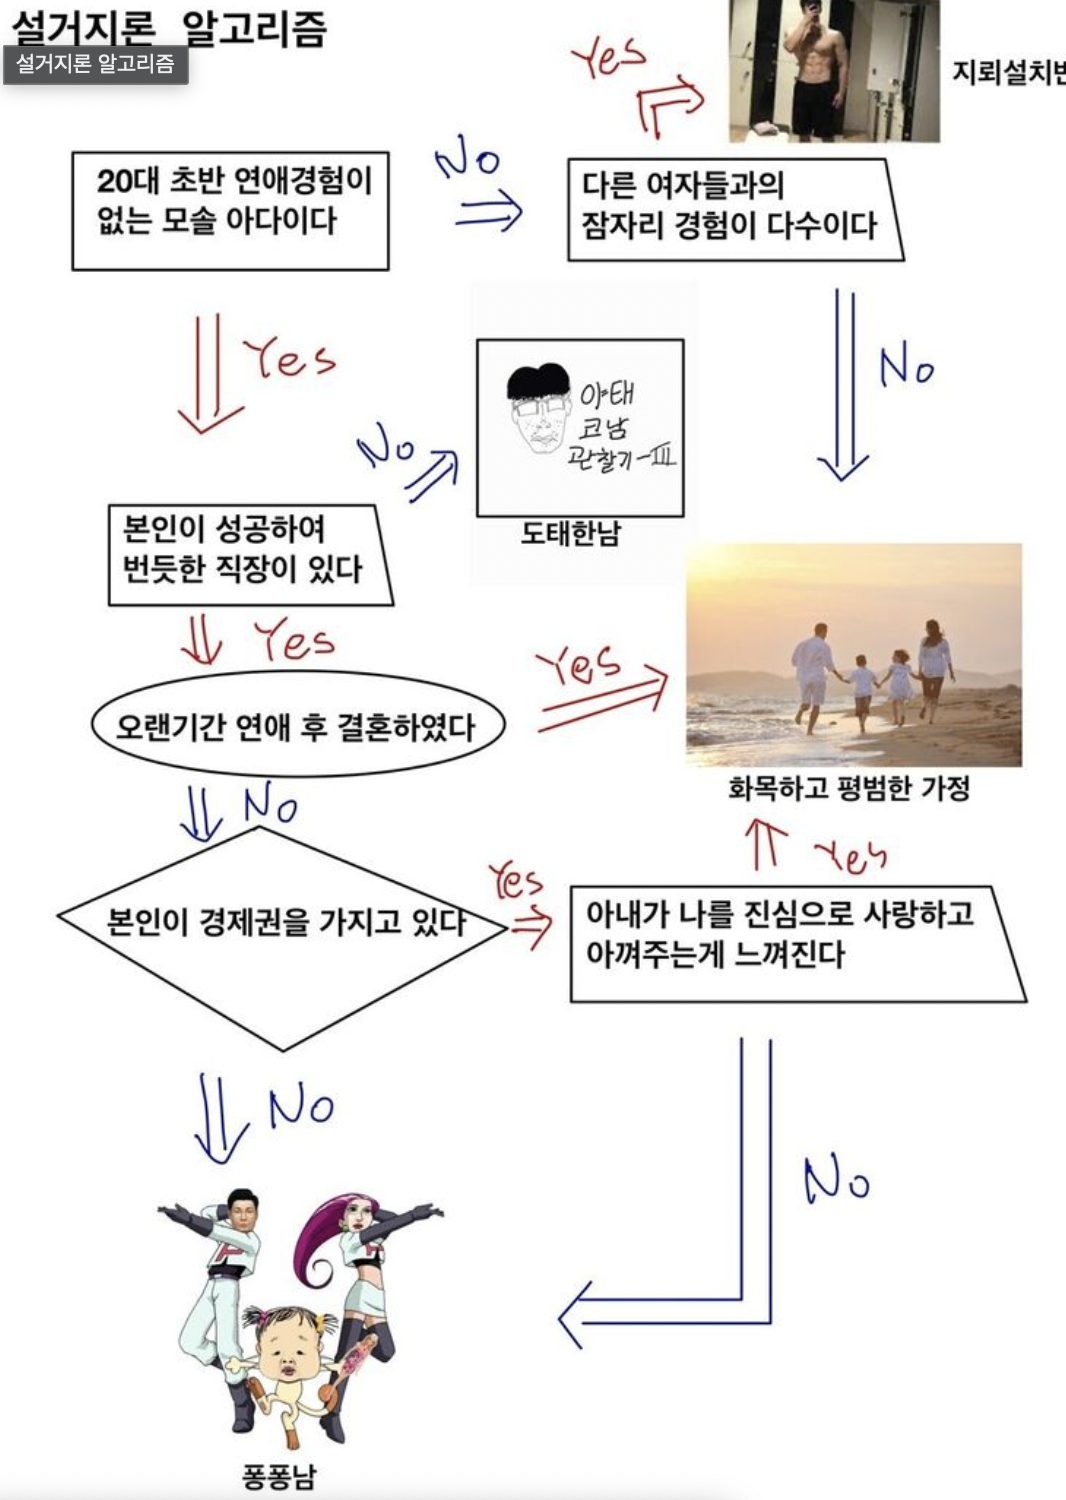 설거지론 알고리즘
설거지론 알고리즘
Yes
지뢰설치반
20대 초반 연애경험이
없는 모솔 아다이다
No
다른 여자들과의
잠자리 경험이 다수이다
Yes
No
야태
코남
관찰기-III
도태한남
No
본인이 성공하여
번듯한 직장이 있다
Yes
Yes
오랜기간 연애 후 결혼하였다
화목하고 평범한 가정
No
Yes
Yes
본인이 경제권을 가지고 있다
아내가 나를 진심으로 사랑하고
아껴주는게 느껴진다
No
No
퐁퐁남